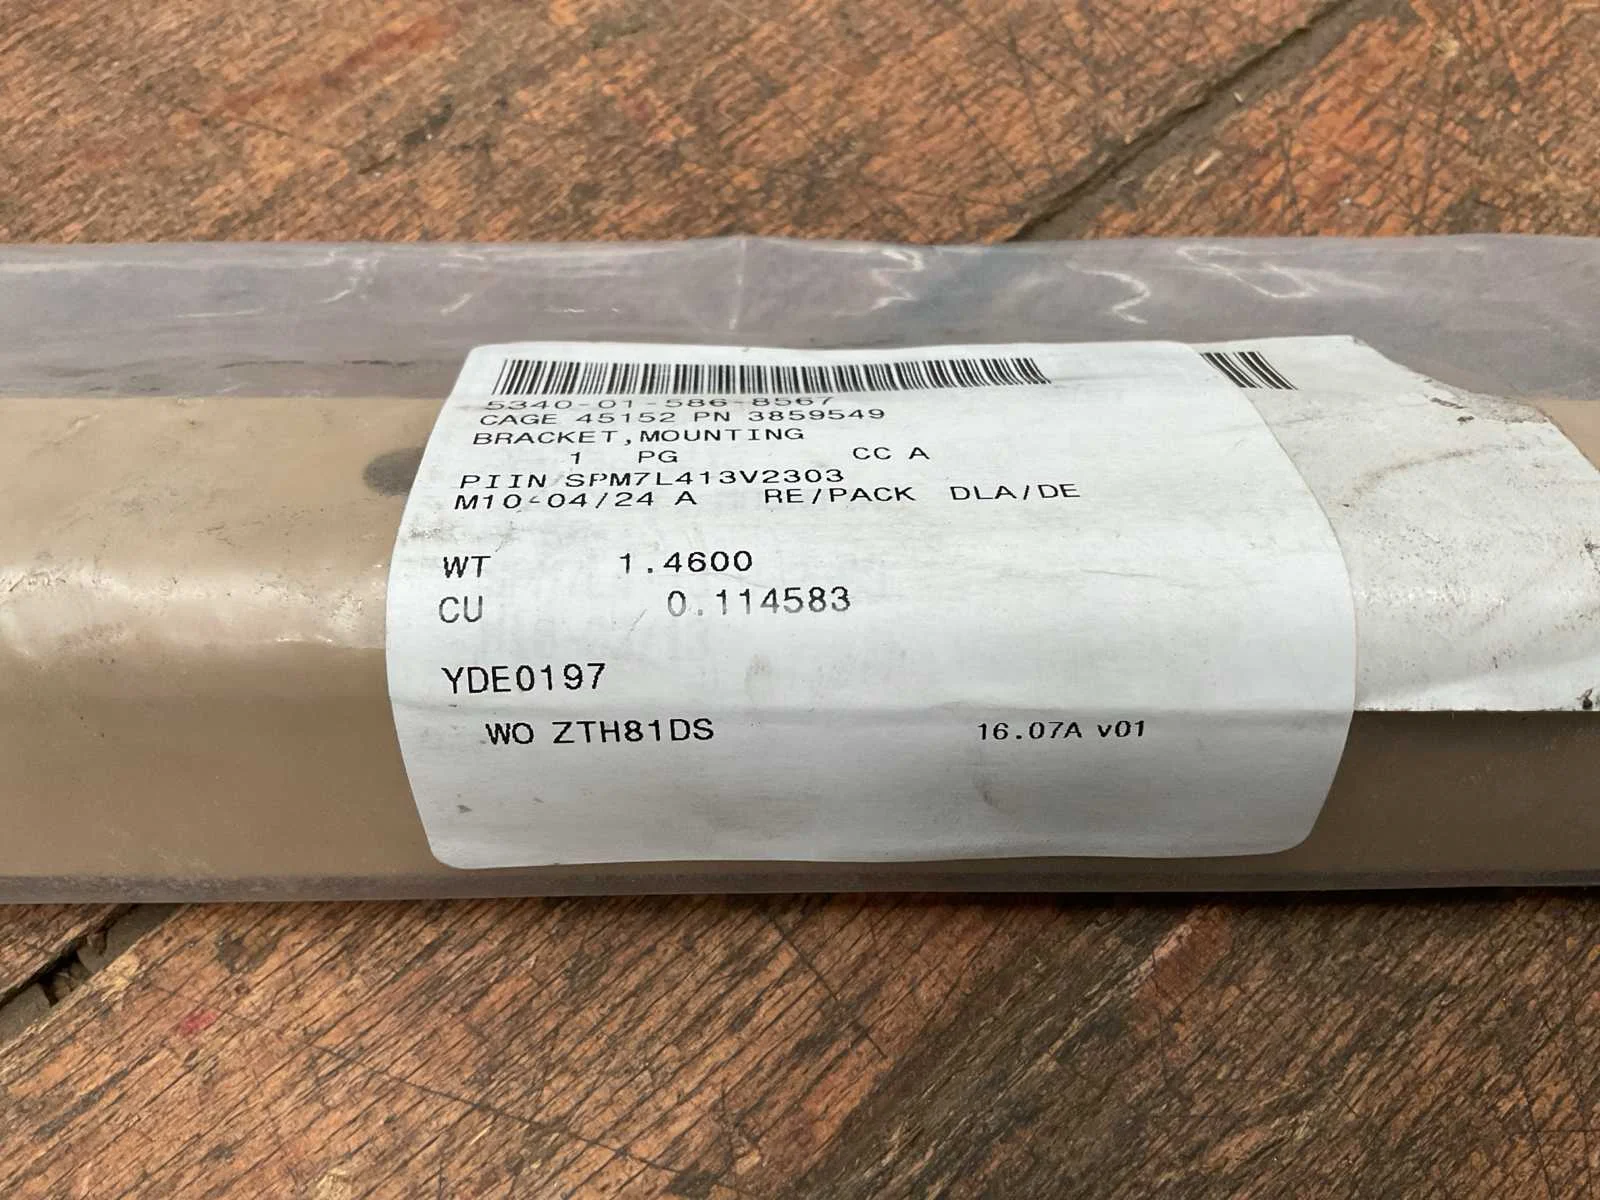 5340-01-586-8567
CAGE 45152 PN 3859549
BRACKET,MOUNTING
1 PG CC A
PIIN SPM7L413V2303
M10-04/24 A RE/PACK DLA/DE
WT 1.4600
CU 0.114583
YDE0197
WO ZTH81DS 16.07A v01